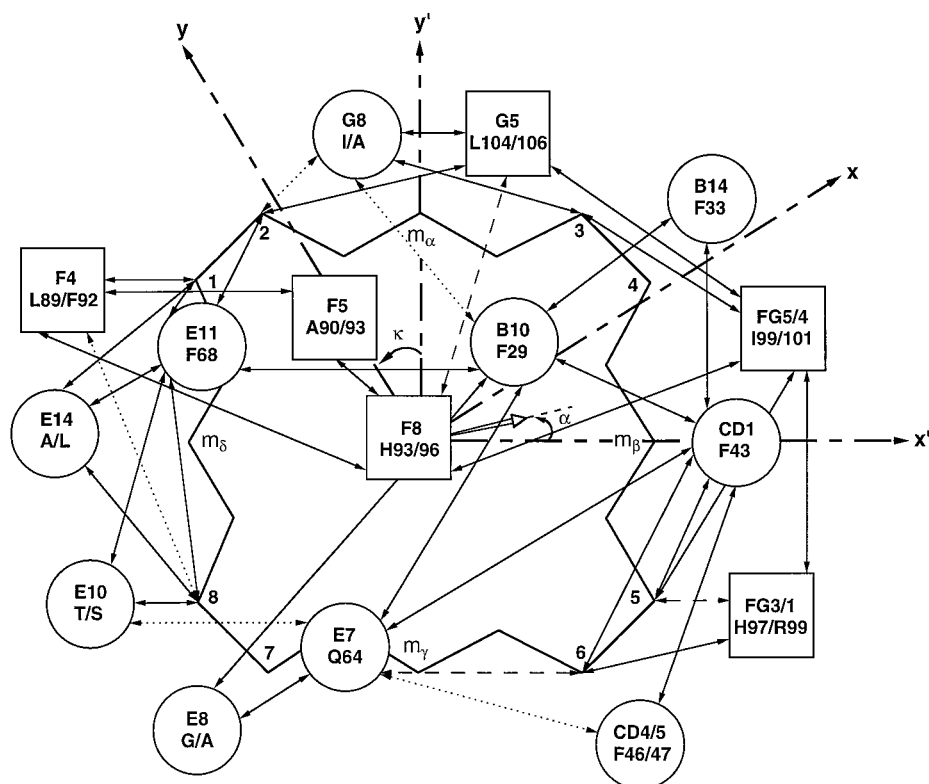 y
y'
G8
I/A
G5
L104/106
B14
F33
x
2
mα
3
F4
L89/F92
1
F5
A90/93
4
E11
F68
B10
F29
FG5/4
I99/101
κ
E14
A/L
mδ
F8
H93/96
α
mβ
CD1
F43
x'
E10
T/S
8
5
FG3/1
H97/R99
7
E7
Q64
mγ
6
E8
G/A
CD4/5
F46/47